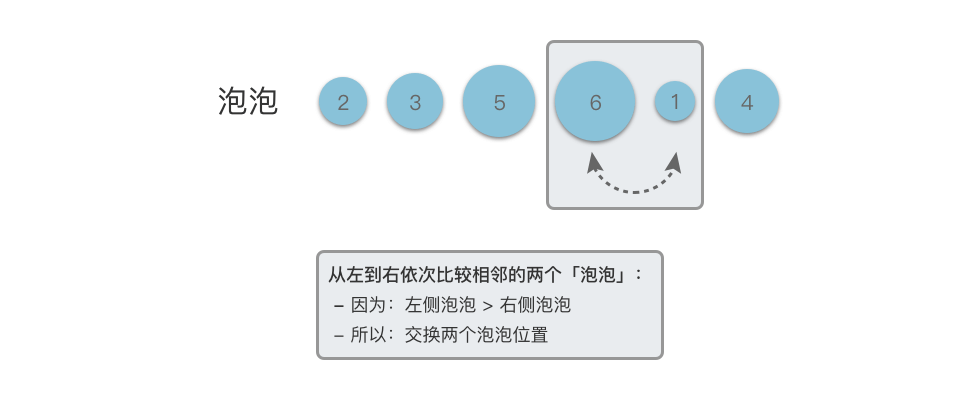 泡泡 2 3 5 6 1 4
从左到右依次比较相邻的两个「泡泡」：
– 因为：左侧泡泡 > 右侧泡泡
– 所以：交换两个泡泡位置